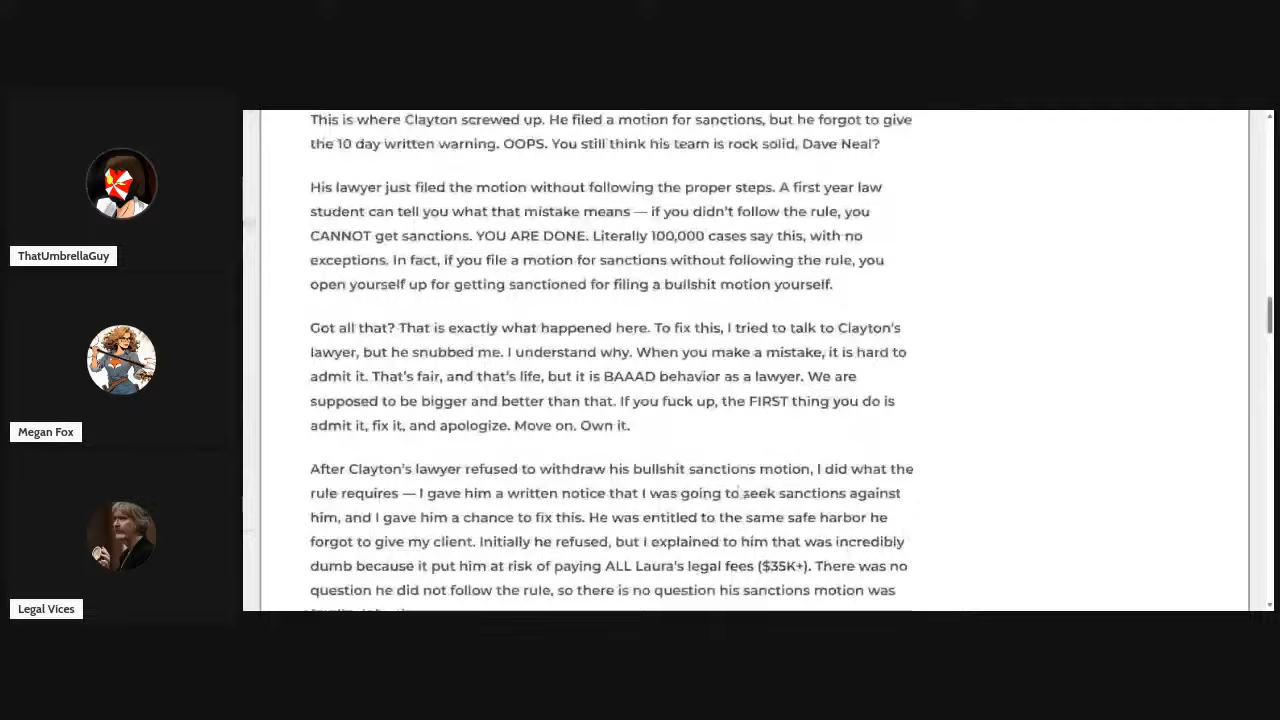 This is where Clayton screwed up. He filed a motion for sanctions, but he forgot to give
the 10 day written warning. OOPS. You still think his team is rock solid, Dave Neal?
His lawyer just filed the motion without following the proper steps. A first year law
student can tell you what that mistake means — if you didn't follow the rule, you
CANNOT get sanctions. YOU ARE DONE. Literally 100,000 cases say this, with no
exceptions. In fact, if you file a motion for sanctions without following the rule, you
open yourself up for getting sanctioned for filing a bullshit motion yourself.
Got all that? That is exactly what happened here. To fix this, I tried to talk to Clayton's
lawyer, but he snubbed me. I understand why. When you make a mistake, it is hard to
admit it. That's fair, and that's life, but it is BAAAD behavior as a lawyer. We are
supposed to be bigger and better than that. If you fuck up, the FIRST thing you do is
admit it, fix it, and apologize. Move on. Own it.
After Clayton's lawyer refused to withdraw his bullshit sanctions motion, I did what the
rule requires — I gave him a written notice that I was going to seek sanctions against
him, and I gave him a chance to fix this. He was entitled to the same safe harbor he
forgot to give my client. Initially he refused, but I explained to him that was incredibly
dumb because it put him at risk of paying ALL Laura's legal fees ($35K+). There was no
question he did not follow the rule, so there is no question his sanctions motion was
ThatUmbrellaGuy
Megan Fox
Legal Vices